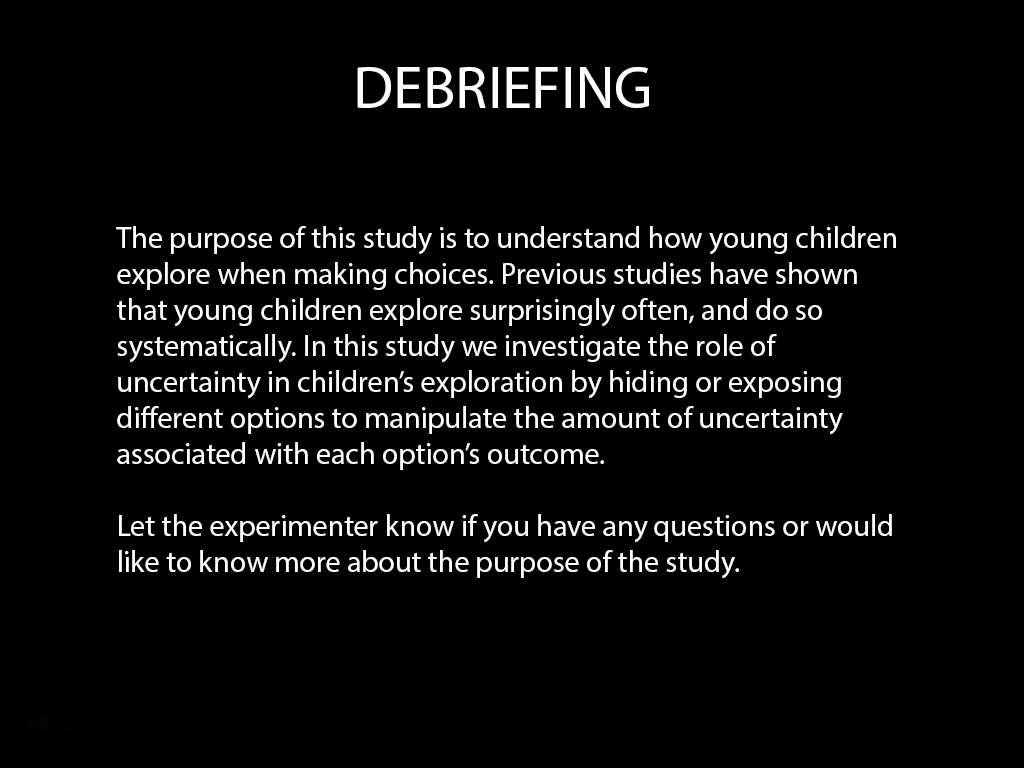 DEBRIEFING
The purpose of this study is to understand how young children
explore when making choices. Previous studies have shown
that young children explore surprisingly often, and do so
systematically. In this study we investigate the role of
uncertainty in children’s exploration by hiding or exposing
different options to manipulate the amount of uncertainty
associated with each option’s outcome.
Let the experimenter know if you have any questions or would
like to know more about the purpose of the study.